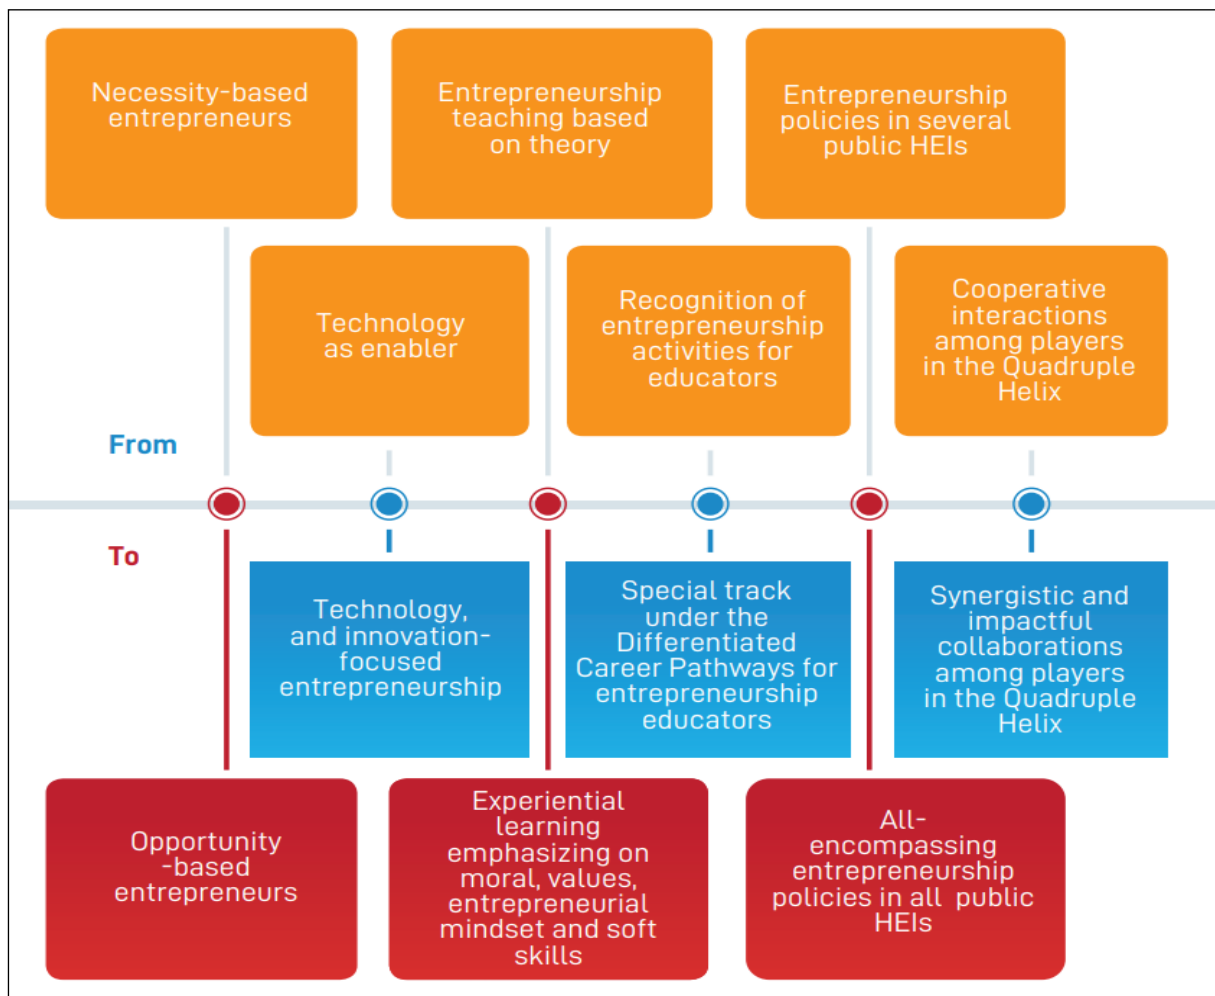 Necessity-based
entrepreneurs
Entrepreneurship
teaching based
on theory
Entrepreneurship
policies in several
public HEIs
Technology
as enabler
Recognition of
entrepreneurship
activities for
educators
Cooperative
interactions
among players
in the Quadruple
Helix
From
To
Technology,
and innovation-
focused
entrepreneurship
Special track
under the
Differentiated
Career Pathways for
entrepreneurship
educators
Synergistic and
impactful
collaborations
among players
in the Quadruple
Helix
Opportunity
-based
entrepreneurs
Experiential
learning
emphasizing on
moral, values,
entrepreneurial
mindset and soft
skills
All-
encompassing
entrepreneurship
policies in all public
HEIs